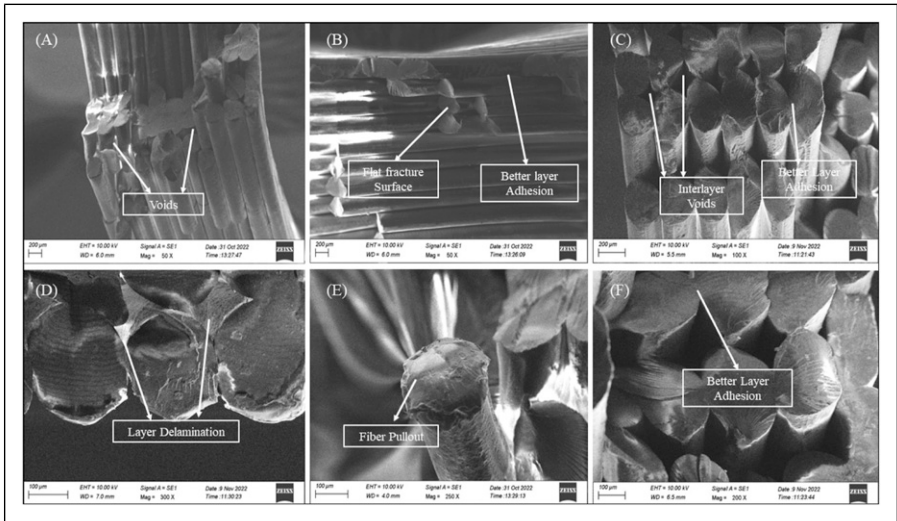 (A)
Voids
200 µm
EHT = 10.00 kV Signal A = SE1 Date :31 Oct 2022
WD = 6.0 mm Mag = 50 X Time :13:27:47
ZEISS
(B)
Flat fracture
Surface
Better layer
Adhesion
200 µm
EHT = 10.00 kV Signal A = SE1 Date :31 Oct 2022
WD = 6.0 mm Mag = 50 X Time :13:26:09
ZEISS
(C)
Interlayer
Voids
Better Layer
Adhesion
100 µm
EHT = 10.00 kV Signal A = SE1 Date :9 Nov 2022
WD = 5.5 mm Mag = 100 X Time :11:21:43
ZEISS
(D)
Layer Delamination
100 µm
EHT = 10.00 kV Signal A = SE1 Date :9 Nov 2022
WD = 7.0 mm Mag = 300 X Time :11:30:23
ZEISS
(E)
Fiber Pullout
100 µm
EHT = 10.00 kV Signal A = SE1 Date :31 Oct 2022
WD = 4.0 mm Mag = 250 X Time :13:29:13
ZEISS
(F)
Better Layer
Adhesion
100 µm
EHT = 10.00 kV Signal A = SE1 Date :9 Nov 2022
WD = 6.5 mm Mag = 200 X Time :11:23:44
ZEISS